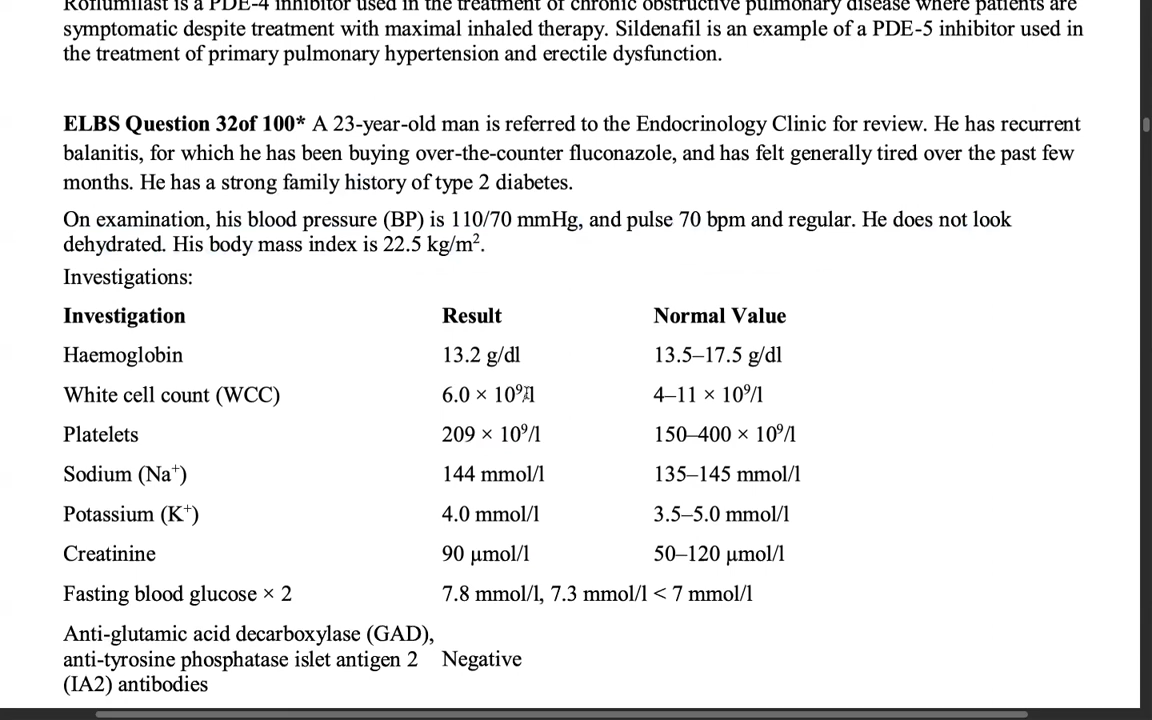 Roflumilast is a PDE-4 inhibitor used in the treatment of chronic obstructive pulmonary disease where patients are
symptomatic despite treatment with maximal inhaled therapy. Sildenafil is an example of a PDE-5 inhibitor used in
the treatment of primary pulmonary hypertension and erectile dysfunction.
ELBS Question 32of 100* A 23-year-old man is referred to the Endocrinology Clinic for review. He has recurrent
balanitis, for which he has been buying over-the-counter fluconazole, and has felt generally tired over the past few
months. He has a strong family history of type 2 diabetes.
On examination, his blood pressure (BP) is 110/70 mmHg, and pulse 70 bpm and regular. He does not look
dehydrated. His body mass index is 22.5 kg/m².
Investigations:
Investigation Result Normal Value
Haemoglobin 13.2 g/dl 13.5–17.5 g/dl
White cell count (WCC) 6.0 × 10⁹/l 4–11 × 10⁹/l
Platelets 209 × 10⁹/l 150–400 × 10⁹/l
Sodium (Na⁺) 144 mmol/l 135–145 mmol/l
Potassium (K⁺) 4.0 mmol/l 3.5–5.0 mmol/l
Creatinine 90 µmol/l 50–120 µmol/l
Fasting blood glucose × 2 7.8 mmol/l, 7.3 mmol/l < 7 mmol/l
Anti-glutamic acid decarboxylase (GAD),
anti-tyrosine phosphatase islet antigen 2 Negative
(IA2) antibodies